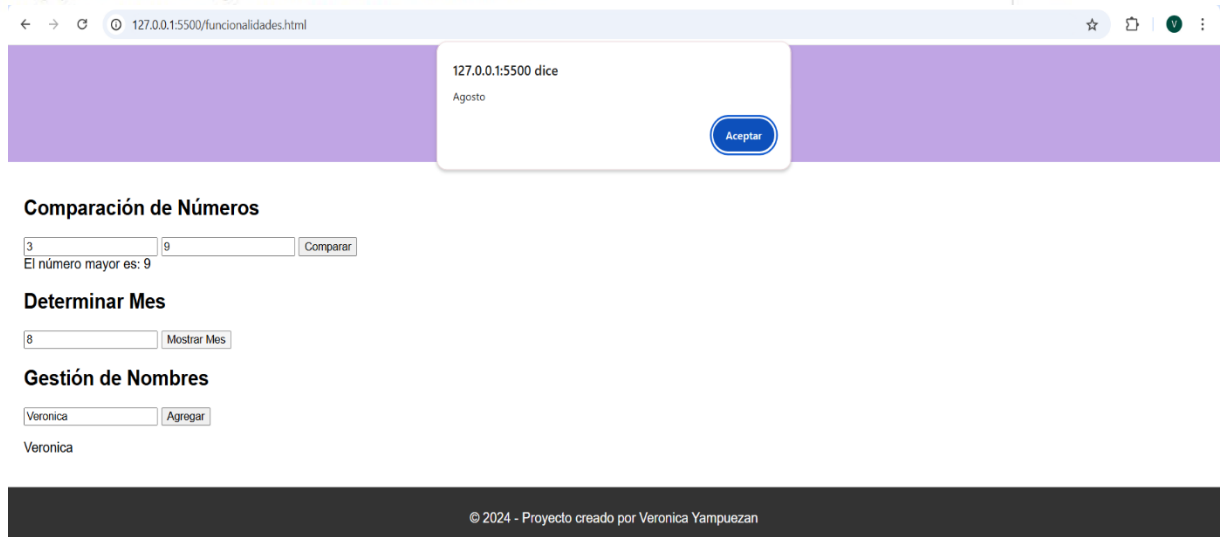 127.0.0.1:5500/funcionalidades.html
V
127.0.0.1:5500 dice
Agosto
Aceptar
Comparación de Números
3 9 Comparar
El número mayor es: 9
Determinar Mes
8 Mostrar Mes
Gestión de Nombres
Veronica Agregar
Veronica
© 2024 - Proyecto creado por Veronica Yampuezan